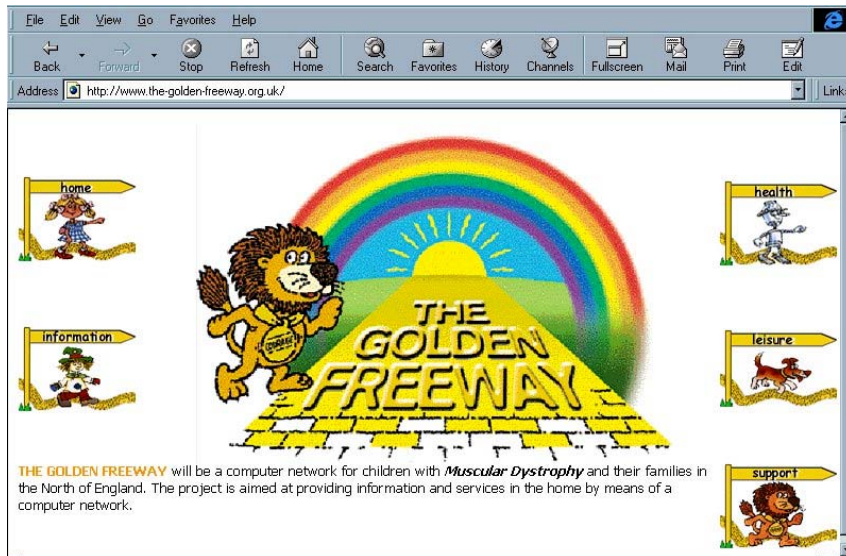 File Edit View Go Favorites Help
Back Forward Stop Refresh Home Search Favorites History Channels Fullscreen Mail Print Edit
Address http://www.the-golden-freeway.org.uk/ Link
home
health
THE
GOLDEN
FREEWAY
COURAGE
information
leisure
THE GOLDEN FREEWAY will be a computer network for children with Muscular Dystrophy and their families in
the North of England. The project is aimed at providing information and services in the home by means of a
computer network.
support